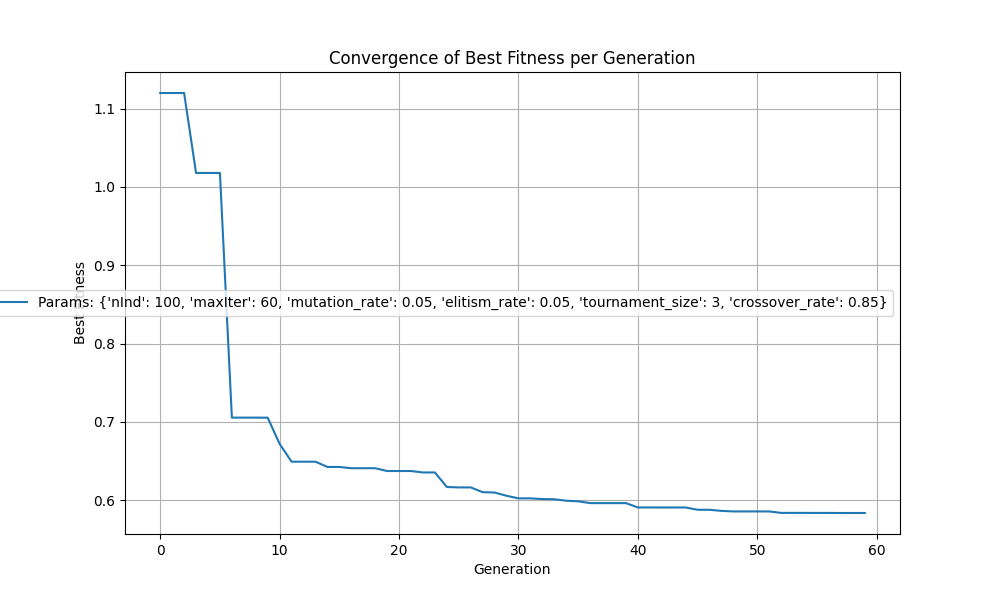 Convergence of Best Fitness per Generation
1.1
1.0
0.9
0.8
0.7
0.6
Best Fitness
Params: {'nInd': 100, 'maxIter': 60, 'mutation_rate': 0.05, 'elitism_rate': 0.05, 'tournament_size': 3, 'crossover_rate': 0.85}
0 10 20 30 40 50 60
Generation